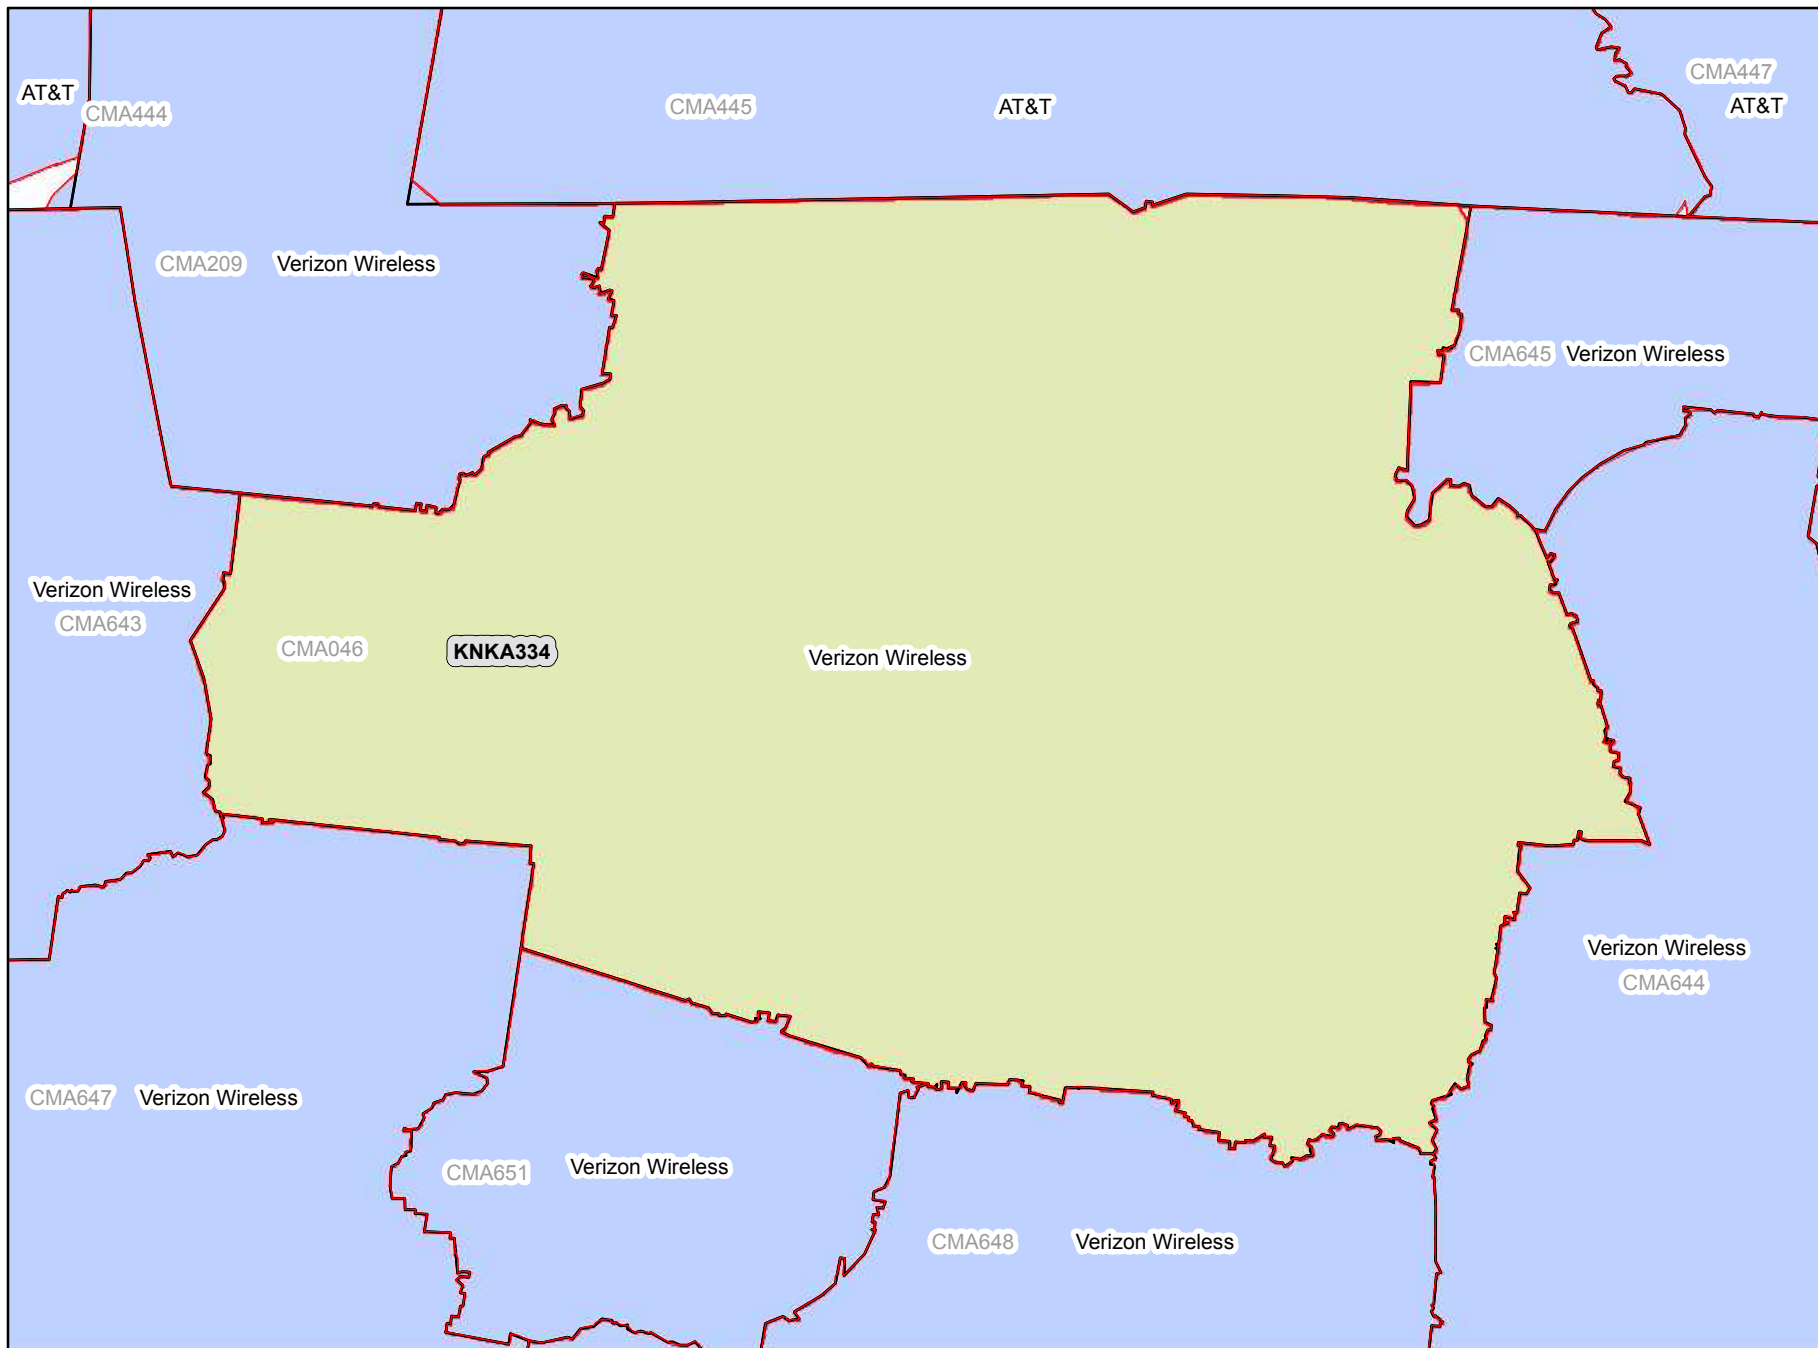 CMA447
AT&T
CMA444
CMA445
AT&T
AT&T
CMA209
Verizon Wireless
CMA645
Verizon Wireless
Verizon Wireless
CMA643
CMA046
KNKA334
Verizon Wireless
Verizon Wireless
CMA644
CMA647
Verizon Wireless
CMA651
Verizon Wireless
CMA648
Verizon Wireless